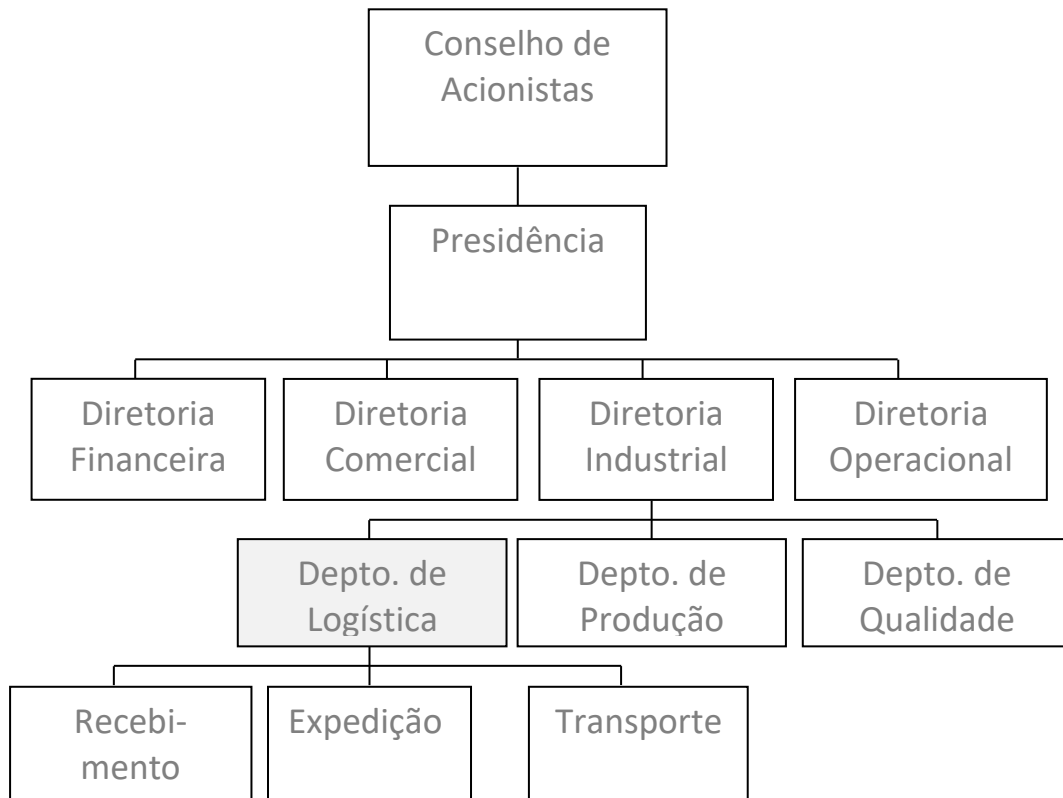 Conselho de
Acionistas
Presidência
Diretoria
Financeira
Diretoria
Comercial
Diretoria
Industrial
Diretoria
Operacional
Depto. de
Logística
Depto. de
Produção
Depto. de
Qualidade
Recebi-
mento
Expedição
Transporte